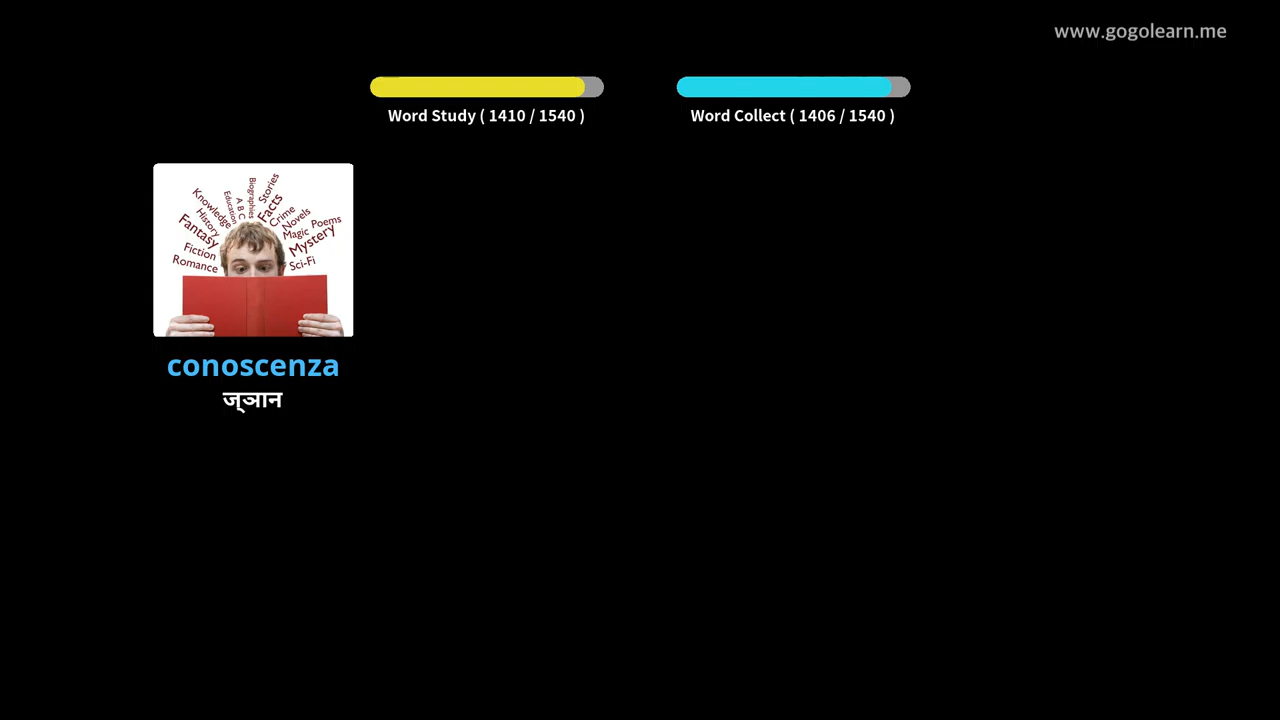 www.gogolearn.me
Word Study ( 1410 / 1540 )
Word Collect ( 1406 / 1540 )
Biographies
Stories
Knowledge
Education
A B C
Facts
History
Crime
Novels
Fantasy
Magic
Poems
Mystery
Fiction
Romance
Sci-Fi
conoscenza
ज्ञान